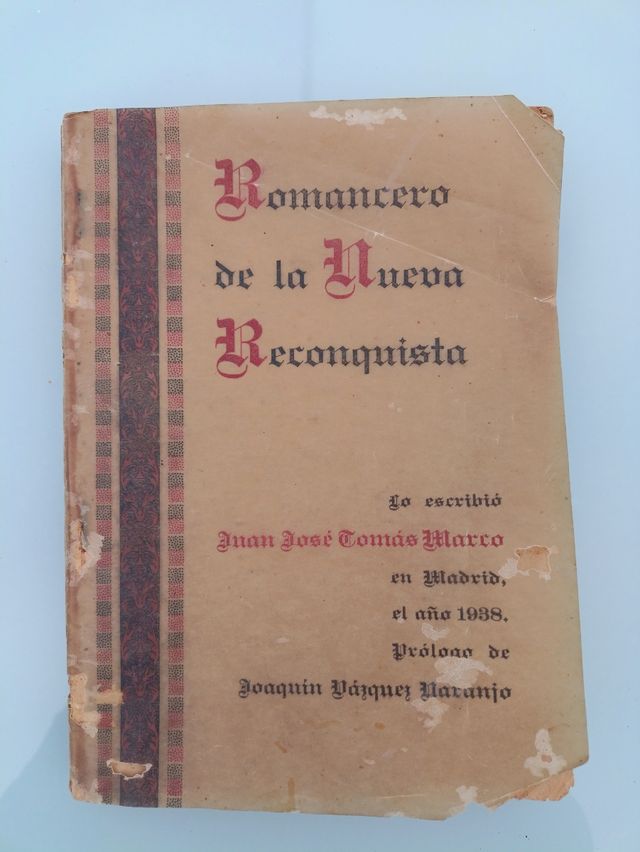 Romancero
de la Nueva
Reconquista
Lo escribió
Juan José Tomás Marco
en Madrid,
el año 1938.
Prólogo de
Joaquín Vázquez Naranjo